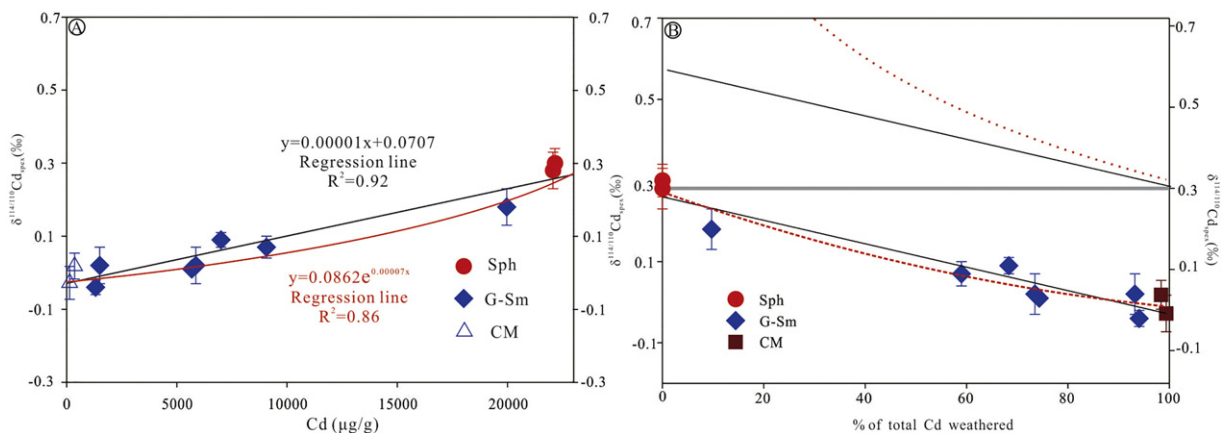 A
0.7
0.5
0.3
0.1
-0.1
-0.3
δ114/110Cdspex(‰)
0.7
0.5
0.3
0.1
-0.1
-0.3
δ114/110Cdspex(‰)
y=0.00001x+0.0707
Regression line
R2=0.92
y=0.0862e0.00007x
Regression line
R2=0.86
Sph
G-Sm
CM
0
5000
10000
15000
20000
Cd (μg/g)
B
0.7
0.5
0.3
0.1
-0.1
0.7
0.5
0.3
0.1
-0.1
δ114/110Cdspex(‰)
Sph
G-Sm
CM
0
20
40
60
80
100
% of total Cd weathered